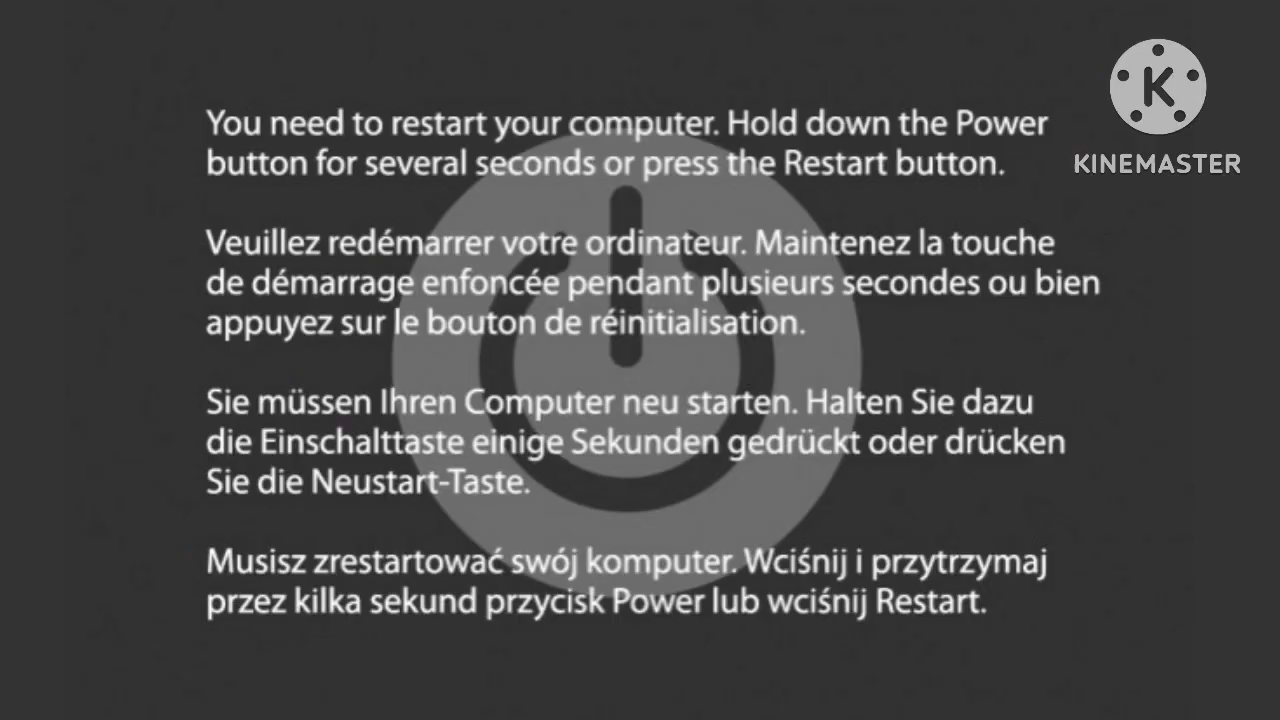 You need to restart your computer. Hold down the Power
button for several seconds or press the Restart button.
Veuillez redémarrer votre ordinateur. Maintenez la touche
de démarrage enfoncée pendant plusieurs secondes ou bien
appuyez sur le bouton de réinitialisation.
Sie müssen Ihren Computer neu starten. Halten Sie dazu
die Einschalttaste einige Sekunden gedrückt oder drücken
Sie die Neustart-Taste.
Musisz zrestartować swój komputer. Wciśnij i przytrzymaj
przez kilka sekund przycisk Power lub wciśnij Restart.
K
KINEMASTER